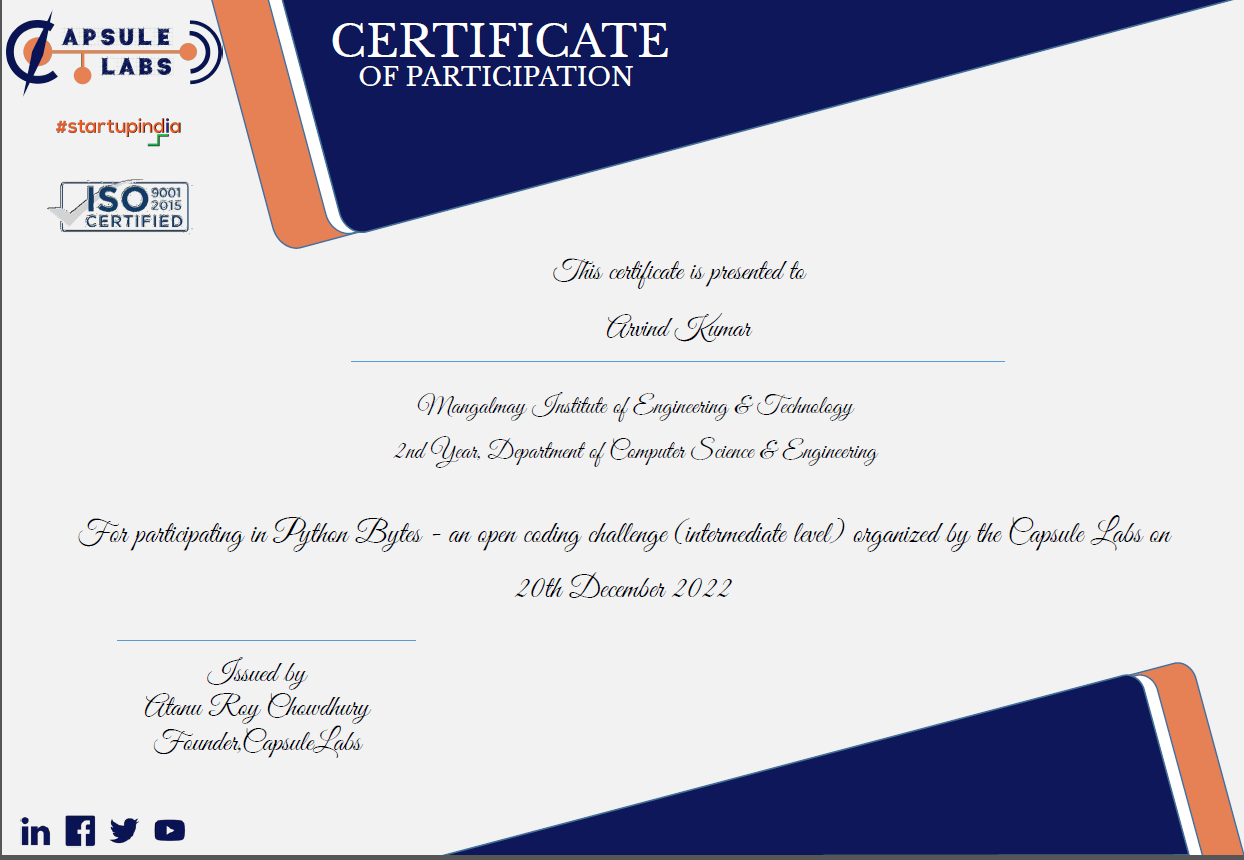 CAPSULE
LABS
#startupindia
ISO 9001
2015
CERTIFIED
CERTIFICATE
OF PARTICIPATION
This certificate is presented to
Arvind Kumar
Mangalmay Institute of Engineering & Technology
2nd Year, Department of Computer Science & Engineering
For participating in Python Bytes - an open coding challenge (intermediate level) organized by the Capsule Labs on
20th December 2022
Issued by
Atanu Roy Chowdhury
Founder,CapsuleLabs
in f